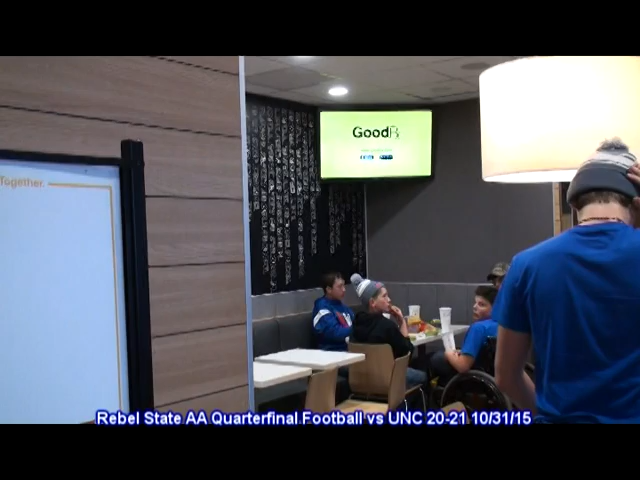 GoodB
Together.
Rebel State AA Quarterfinal Football vs UNC 20-21 10/31/15